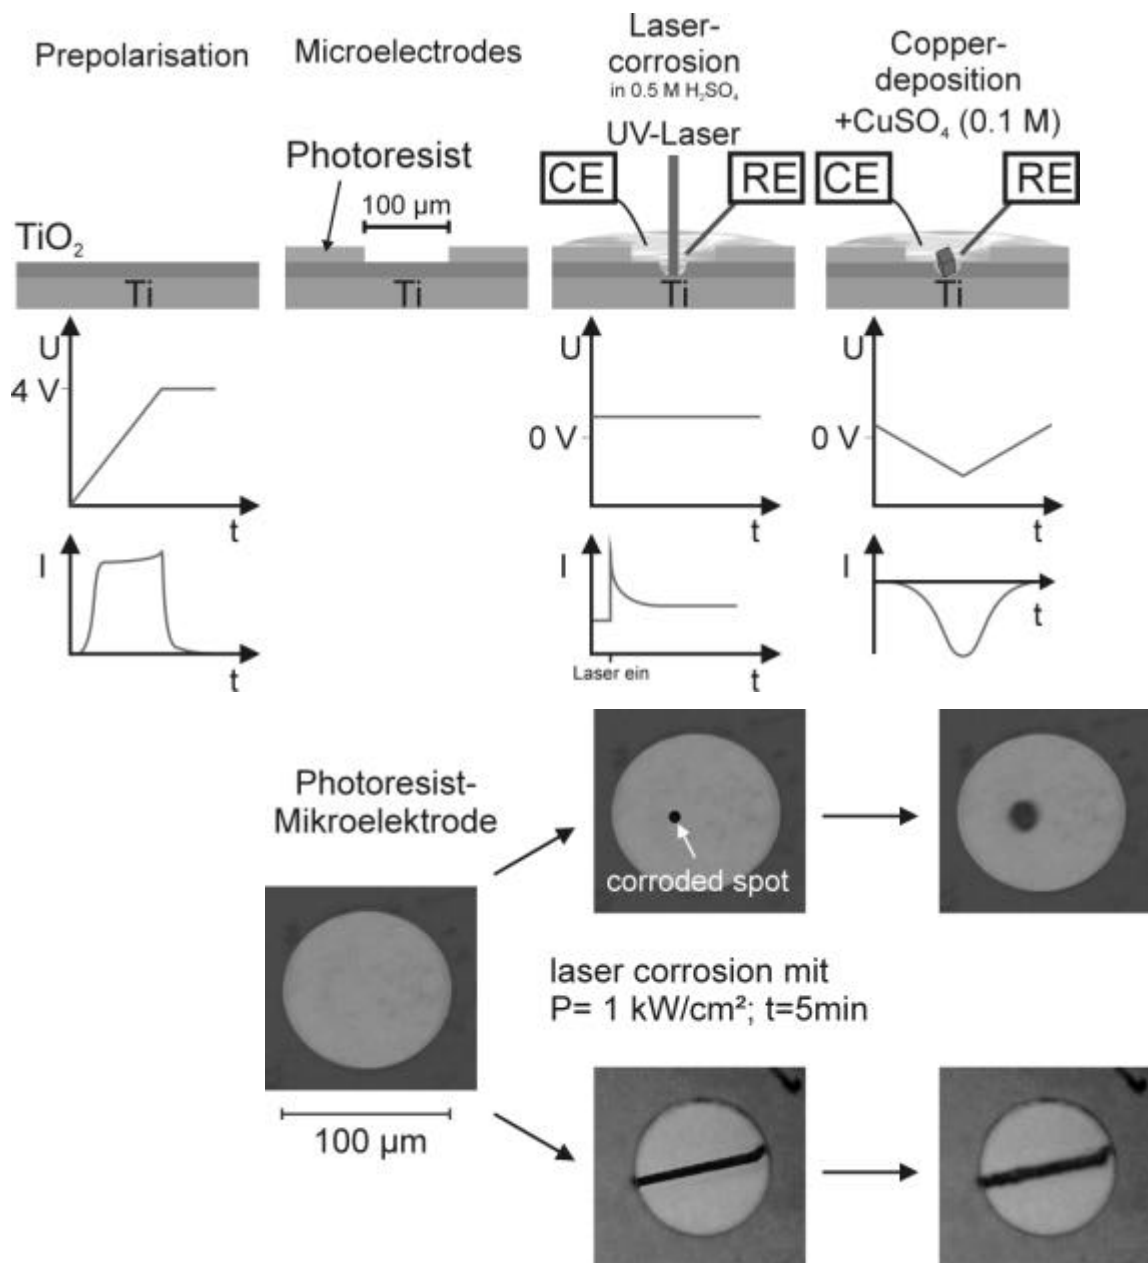 Prepolarisation
Microelectrodes
Laser-
corrosion
in 0.5 M H₂SO₄
UV-Laser
Copper-
deposition
+CuSO₄ (0.1 M)
Photoresist
100 µm
CE
RE
CE
RE
TiO₂
Ti
Ti
Ti
Ti
U
4 V
t
I
t
U
0 V
t
I
Laser ein
t
U
0 V
t
I
t
Photoresist-
Mikroelektrode
100 µm
corroded spot
laser corrosion mit
P= 1 kW/cm²; t=5min